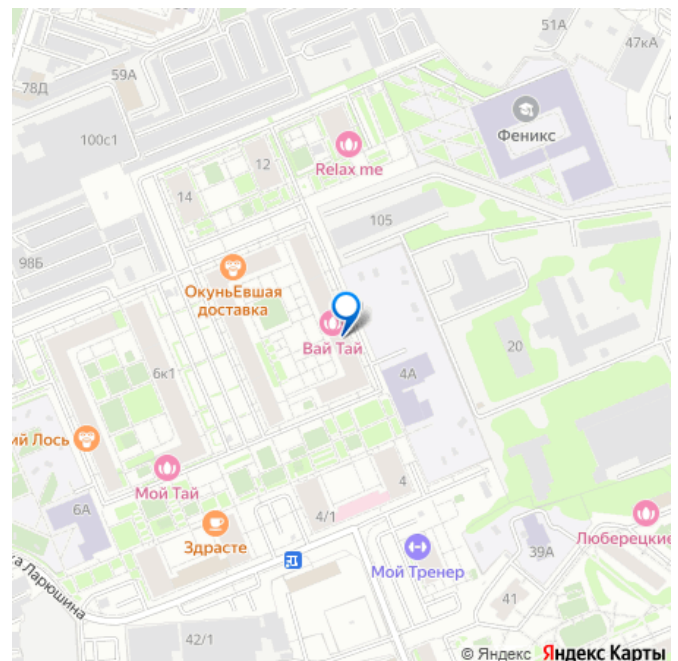 51А
47кА
59А
78Д
100с1
Феникс
12
Relax me
14
105
98Б
ОкуньЕвшая
доставка
Вай Тай
20
6к1
4А
ий Лось
Мой Тай
4
6А
4/1
Здрасте
Люберецкие
39А
Мой Тренер
ка Ларюшина
41
42/1
© Яндекс Яндекс Карты